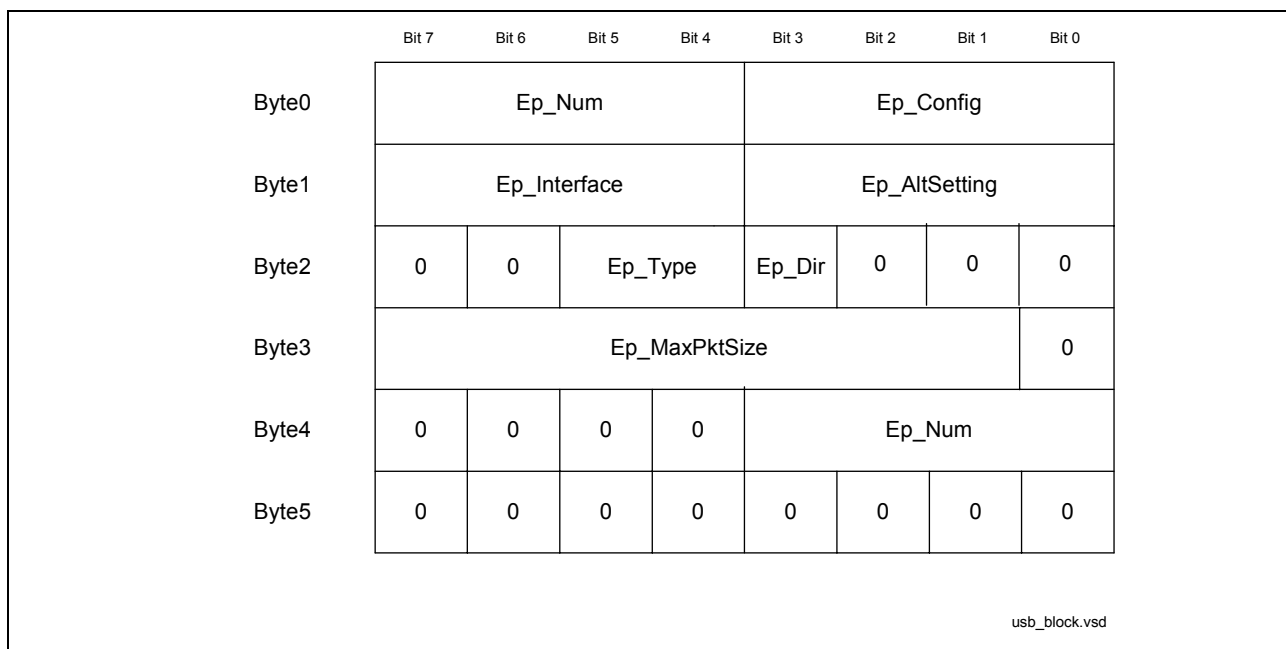 Bit 7 Bit 6 Bit 5 Bit 4 Bit 3 Bit 2 Bit 1 Bit 0
Byte0 Ep_Num Ep_Config
Byte1 Ep_Interface Ep_AltSetting
Byte2 0 0 Ep_Type Ep_Dir 0 0 0
Byte3 Ep_MaxPktSize 0
Byte4 0 0 0 0 Ep_Num
Byte5 0 0 0 0 0 0 0 0
usb_block.vsd